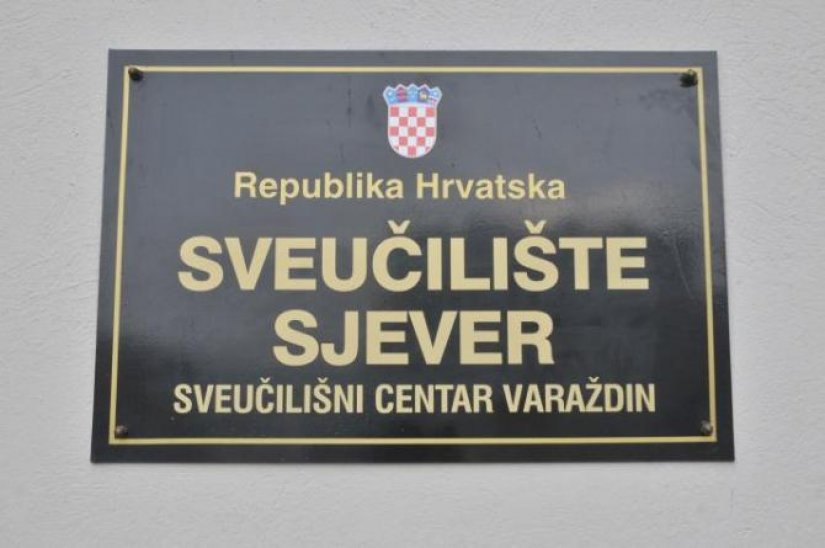 Republika Hrvatska
SVEUČILIŠTE
SJEVER
SVEUČILIŠNI CENTAR VARAŽDIN